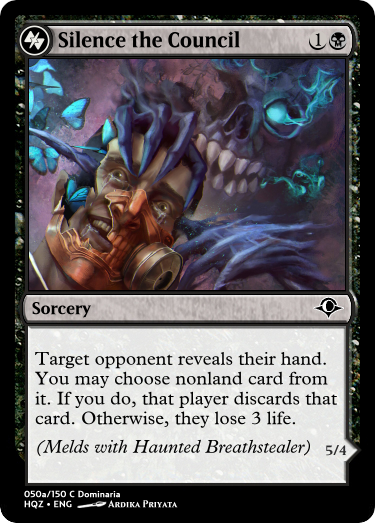 Silence the Council 1
Sorcery
Target opponent reveals their hand.
You may choose nonland card from
it. If you do, that player discards that
card. Otherwise, they lose 3 life.
(Melds with Haunted Breathstealer)
5/4
050a/150 C Dominaria
HQZ • ENG Ardika Priyata